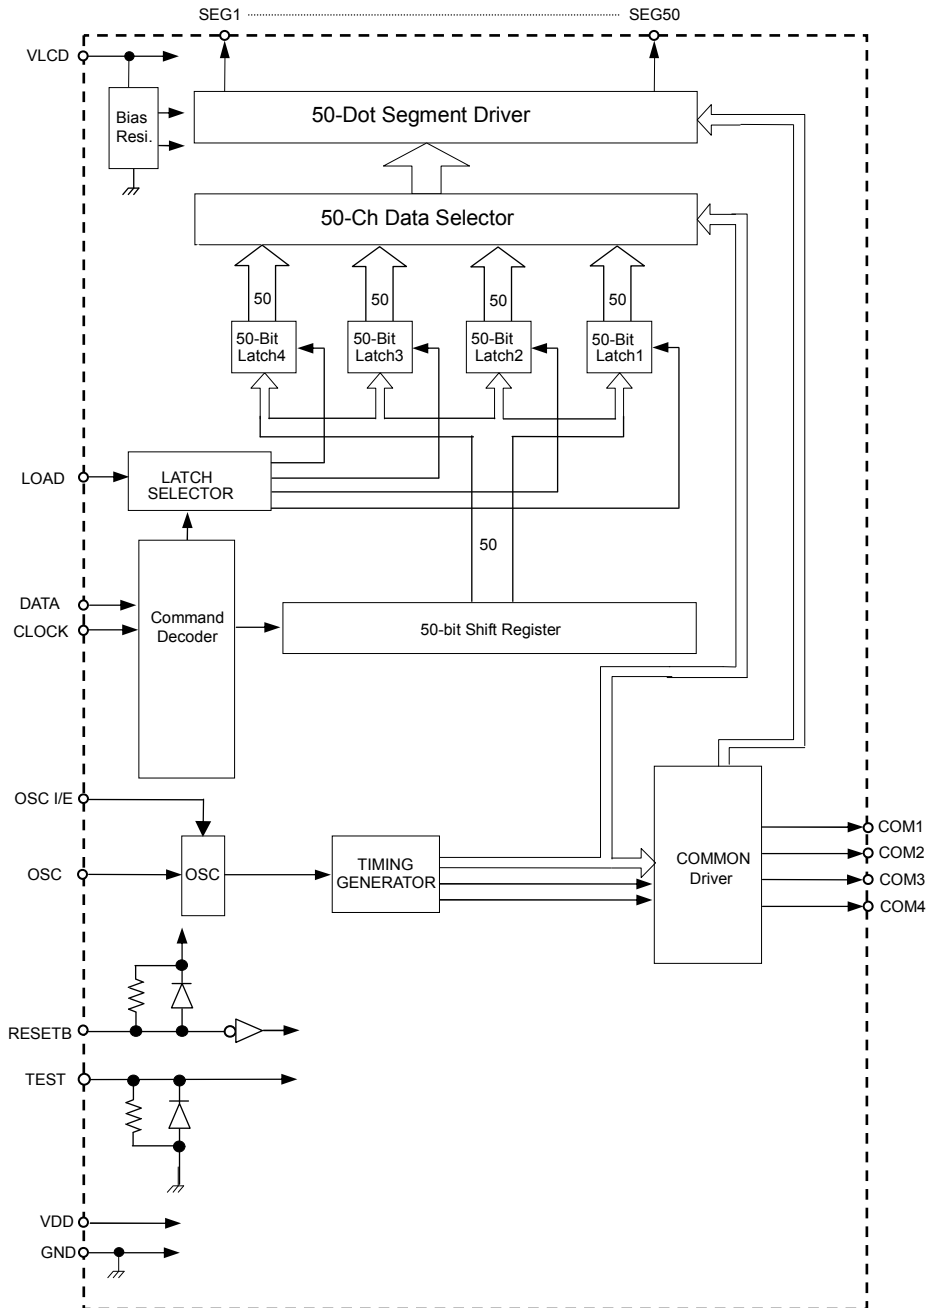 SEG1 SEG50
VLCD
Bias
Resi.
50-Dot Segment Driver
50-Ch Data Selector
50 50 50 50
50-Bit
Latch4
50-Bit
Latch3
50-Bit
Latch2
50-Bit
Latch1
LOAD
LATCH
SELECTOR
50
DATA
CLOCK
Command
Decoder
50-bit Shift Register
OSC I/E
OSC
OSC
TIMING
GENERATOR
COMMON
Driver
COM1
COM2
COM3
COM4
RESETB
TEST
VDD
GND